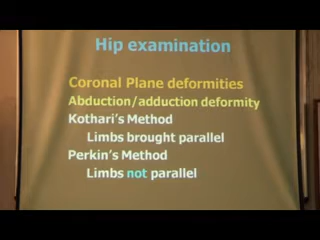 Hip examination
Coronal Plane deformities
Abduction/adduction deformity
Kothari's Method
Limbs brought parallel
Perkin's Method
Limbs not parallel